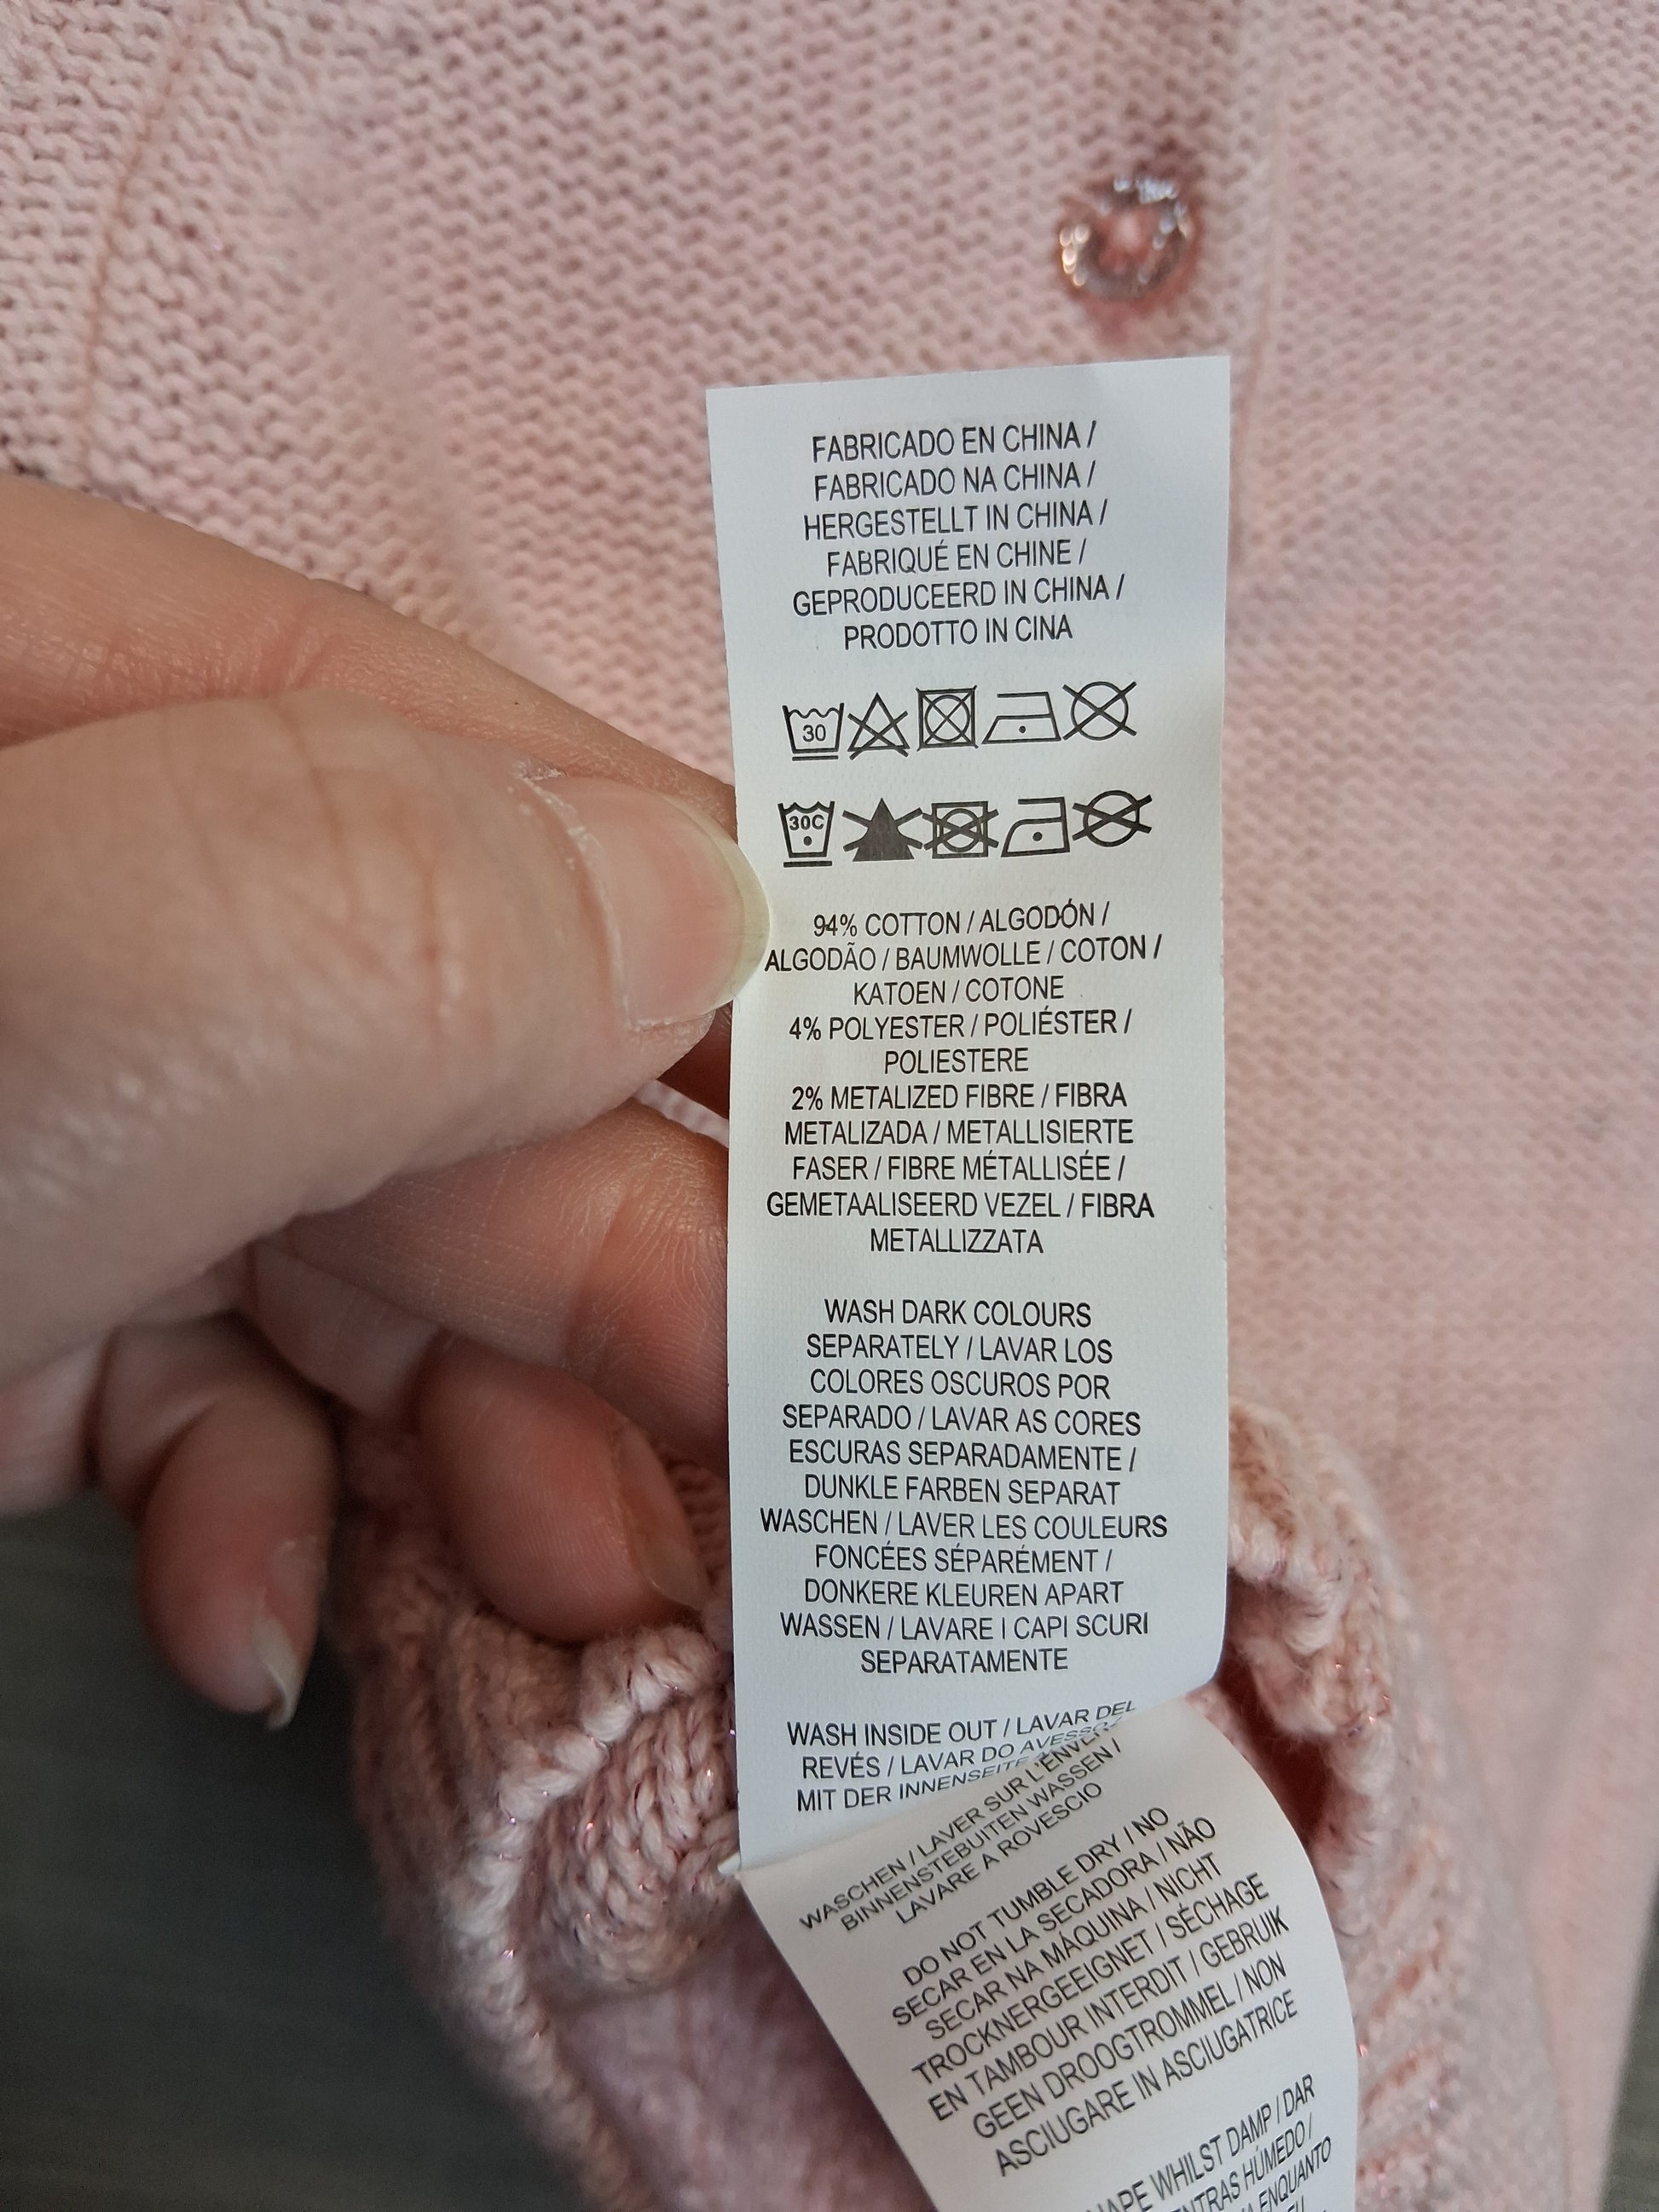 FABRICADO EN CHINA /
FABRICADO NA CHINA /
HERGESTELLT IN CHINA /
FABRIQUÉ EN CHINE /
GEPRODUCEERD IN CHINA /
PRODOTTO IN CINA
30
30C
94% COTTON / ALGODÓN /
ALGODÃO / BAUMWOLLE / COTON /
KATOEN / COTONE
4% POLYESTER / POLIÉSTER /
POLIESTERE
2% METALIZED FIBRE / FIBRA
METALIZADA / METALLISIERTE
FASER / FIBRE MÉTALLISÉE /
GEMETAALISEERD VEZEL / FIBRA
METALLIZZATA
WASH DARK COLOURS
SEPARATELY / LAVAR LOS
COLORES OSCUROS POR
SEPARADO / LAVAR AS CORES
ESCURAS SEPARADAMENTE /
DUNKLE FARBEN SEPARAT
WASCHEN / LAVER LES COULEURS
FONCÉES SÉPARÉMENT /
DONKERE KLEUREN APART
WASSEN / LAVARE I CAPI SCURI
SEPARATAMENTE
WASH INSIDE OUT / LAVAR DEL
REVÉS / LAVAR DO AVESSO /
MIT DER INNENSEITE
WASCHEN / LAVER SUR L'ENVERS
BINNENSTEBUITEN WASSEN /
LAVARE A ROVESCIO
DO NOT TUMBLE DRY / NO
SECAR EN LA SECADORA / NÃO
SECAR NA MÁQUINA / NICHT
TROCKNERGEEIGNET / SÉCHAGE
EN TAMBOUR INTERDIT / GEBRUIK
GEEN DROOGTROMMEL / NON
ASCIUGARE IN ASCIUGATRICE
WHILST DAMP / DAR
HÚMEDO /
ENQUANTO